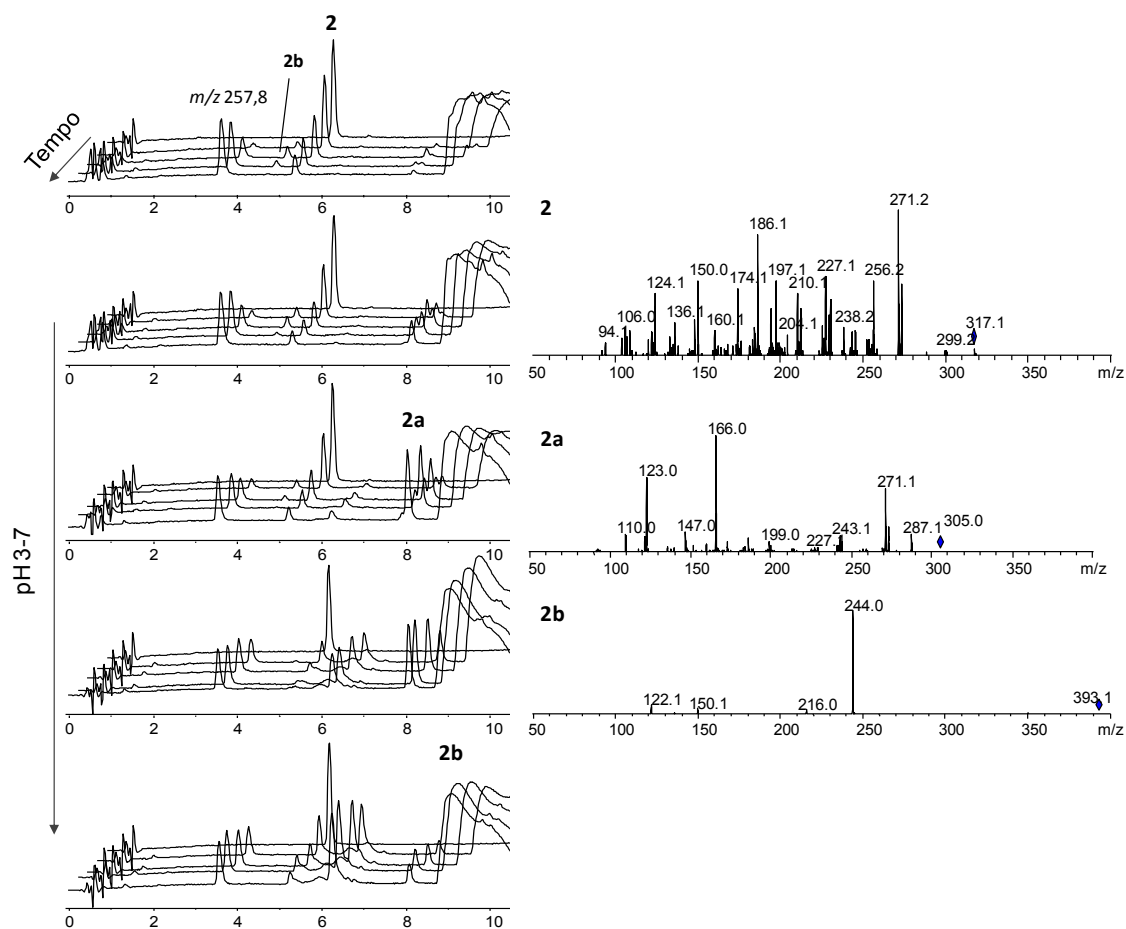 2
2b
m/z 257,8
Tempo
0 2 4 6 8 10
0 2 4 6 8 10
2a
0 2 4 6 8 10
pH3-7
0 2 4 6 8 10
2b
0 2 4 6 8 10
2
271.2
186.1
150.0 174.1 197.1 227.1
124.1 210.1 256.2
106.0 136.1 160.1 204.1 238.2 317.1
94. 299.2
50 100 150 200 250 300 350 m/z
2a
166.0
123.0
271.1
110.0 147.0 199.0 227. 243.1 287.1 305.0
50 100 150 200 250 300 350 m/z
2b
244.0
122.1 150.1 216.0 393.1
50 100 150 200 250 300 350 m/z